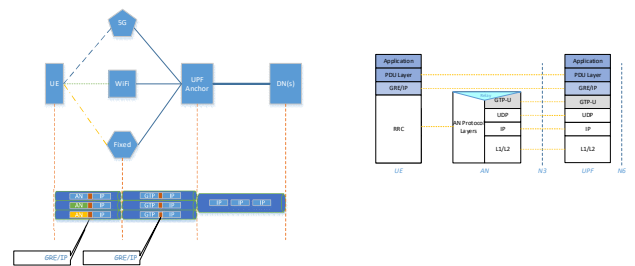 5G
UE
WiFi
UPF
Anchor
DN(s)
Fixed
AN IP
AN IP
AN IP
GTP IP
GTP IP
GTP IP
IP IP IP
GRE/IP
GRE/IP
Application
PDU Layer
GRE/IP
RRC
UE
AN Protocol
Layers
GTP-U
UDP
IP
L1/L2
AN
N3
Application
PDU Layer
GRE/IP
GTP-U
UDP
IP
L1/L2
UPF
N6